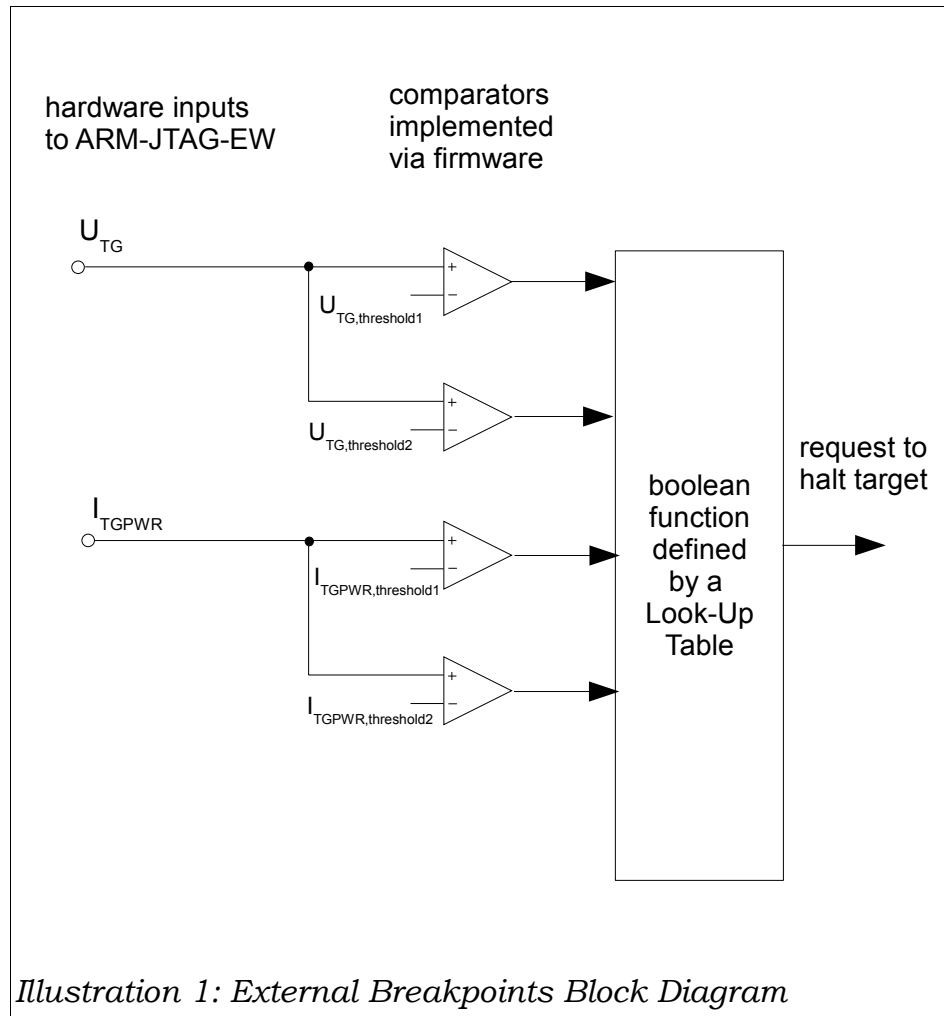 hardware inputs
to ARM-JTAG-EW
comparators
implemented
via firmware
U_TG
+
−
U_TG,threshold1
+
−
U_TG,threshold2
I_TGPWR
+
−
I_TGPWR,threshold1
+
−
I_TGPWR,threshold2
boolean
function
defined
by a
Look-Up
Table
request to
halt target
Illustration 1: External Breakpoints Block Diagram